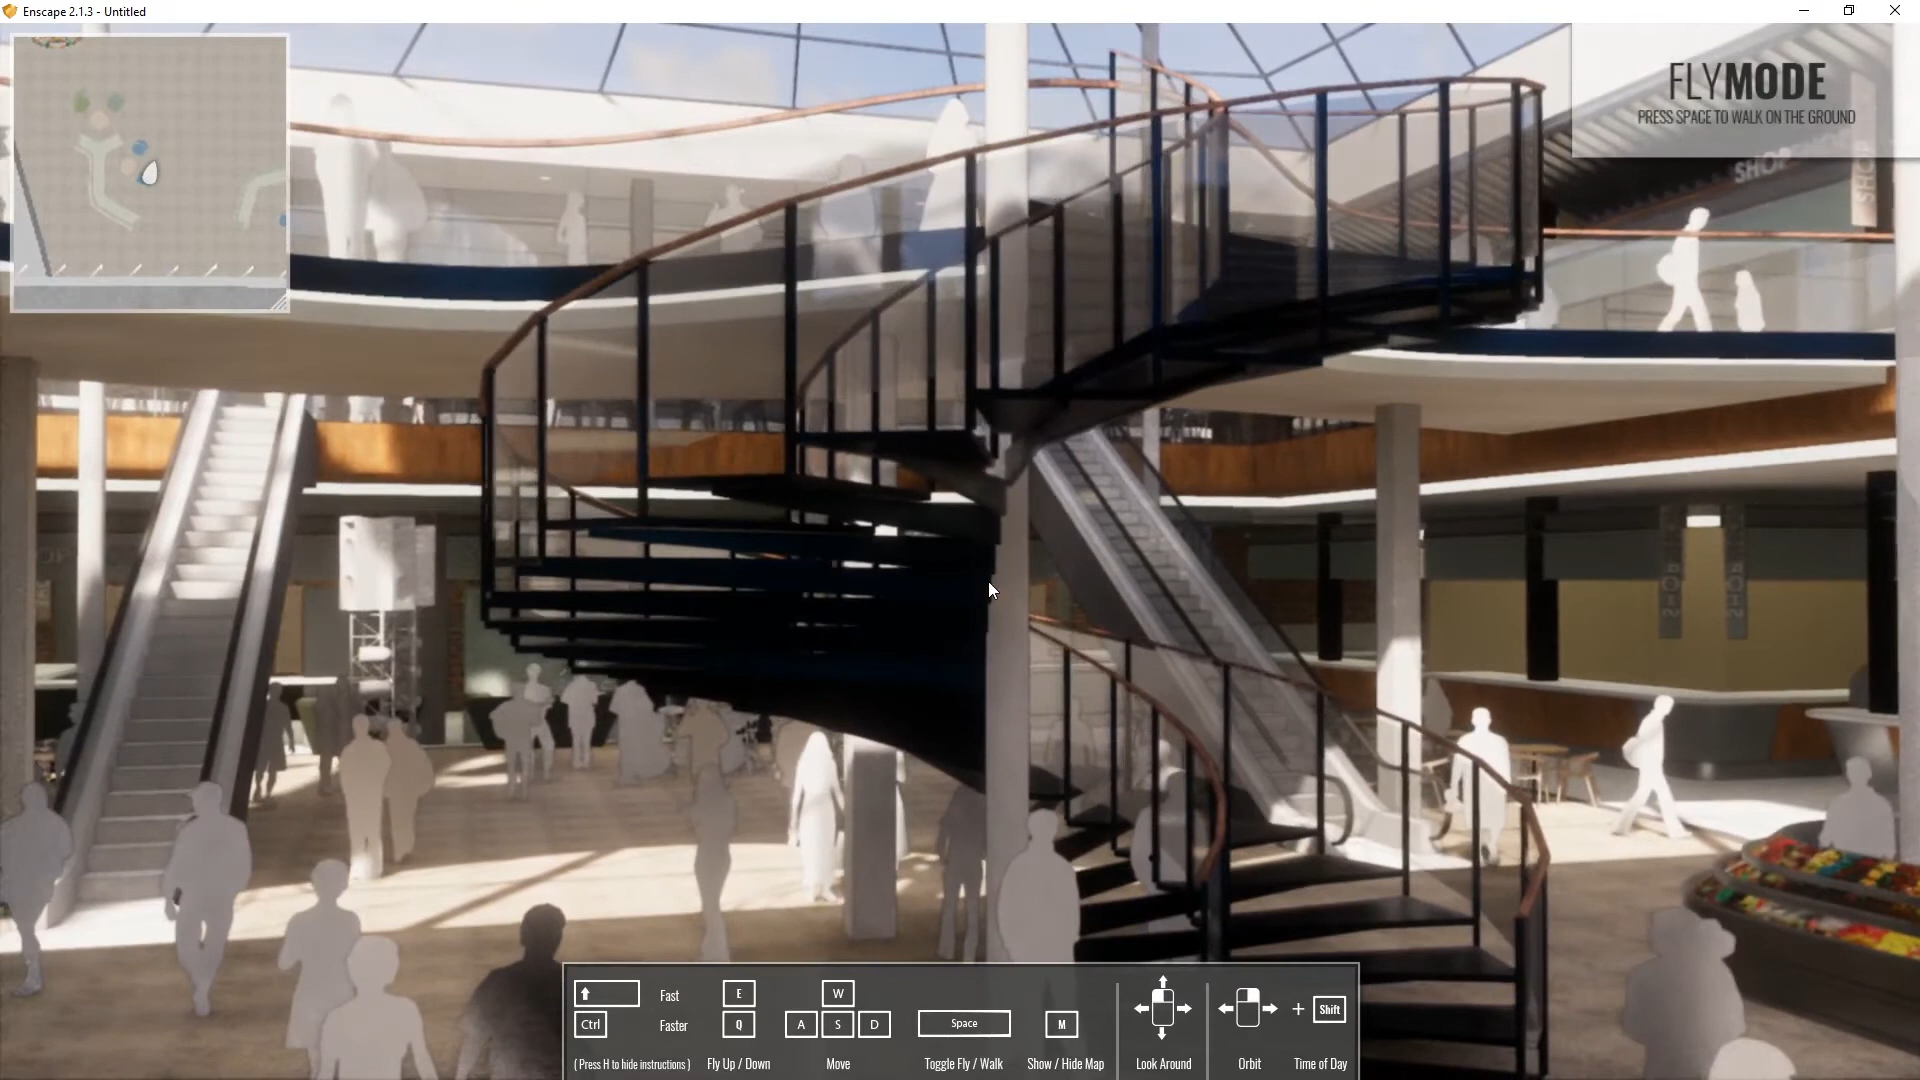 Enscape 2.1.3 - Untitled
FLYMODE
PRESS SPACE TO WALK ON THE GROUND
SHOP
SHOP
Fast
E
W
Ctrl
Faster
Q
A
S
D
Space
M
Shift
(Press H to hide instructions)
Fly Up / Down
Move
Toggle Fly / Walk
Show / Hide Map
Look Around
Orbit
+
Time of Day